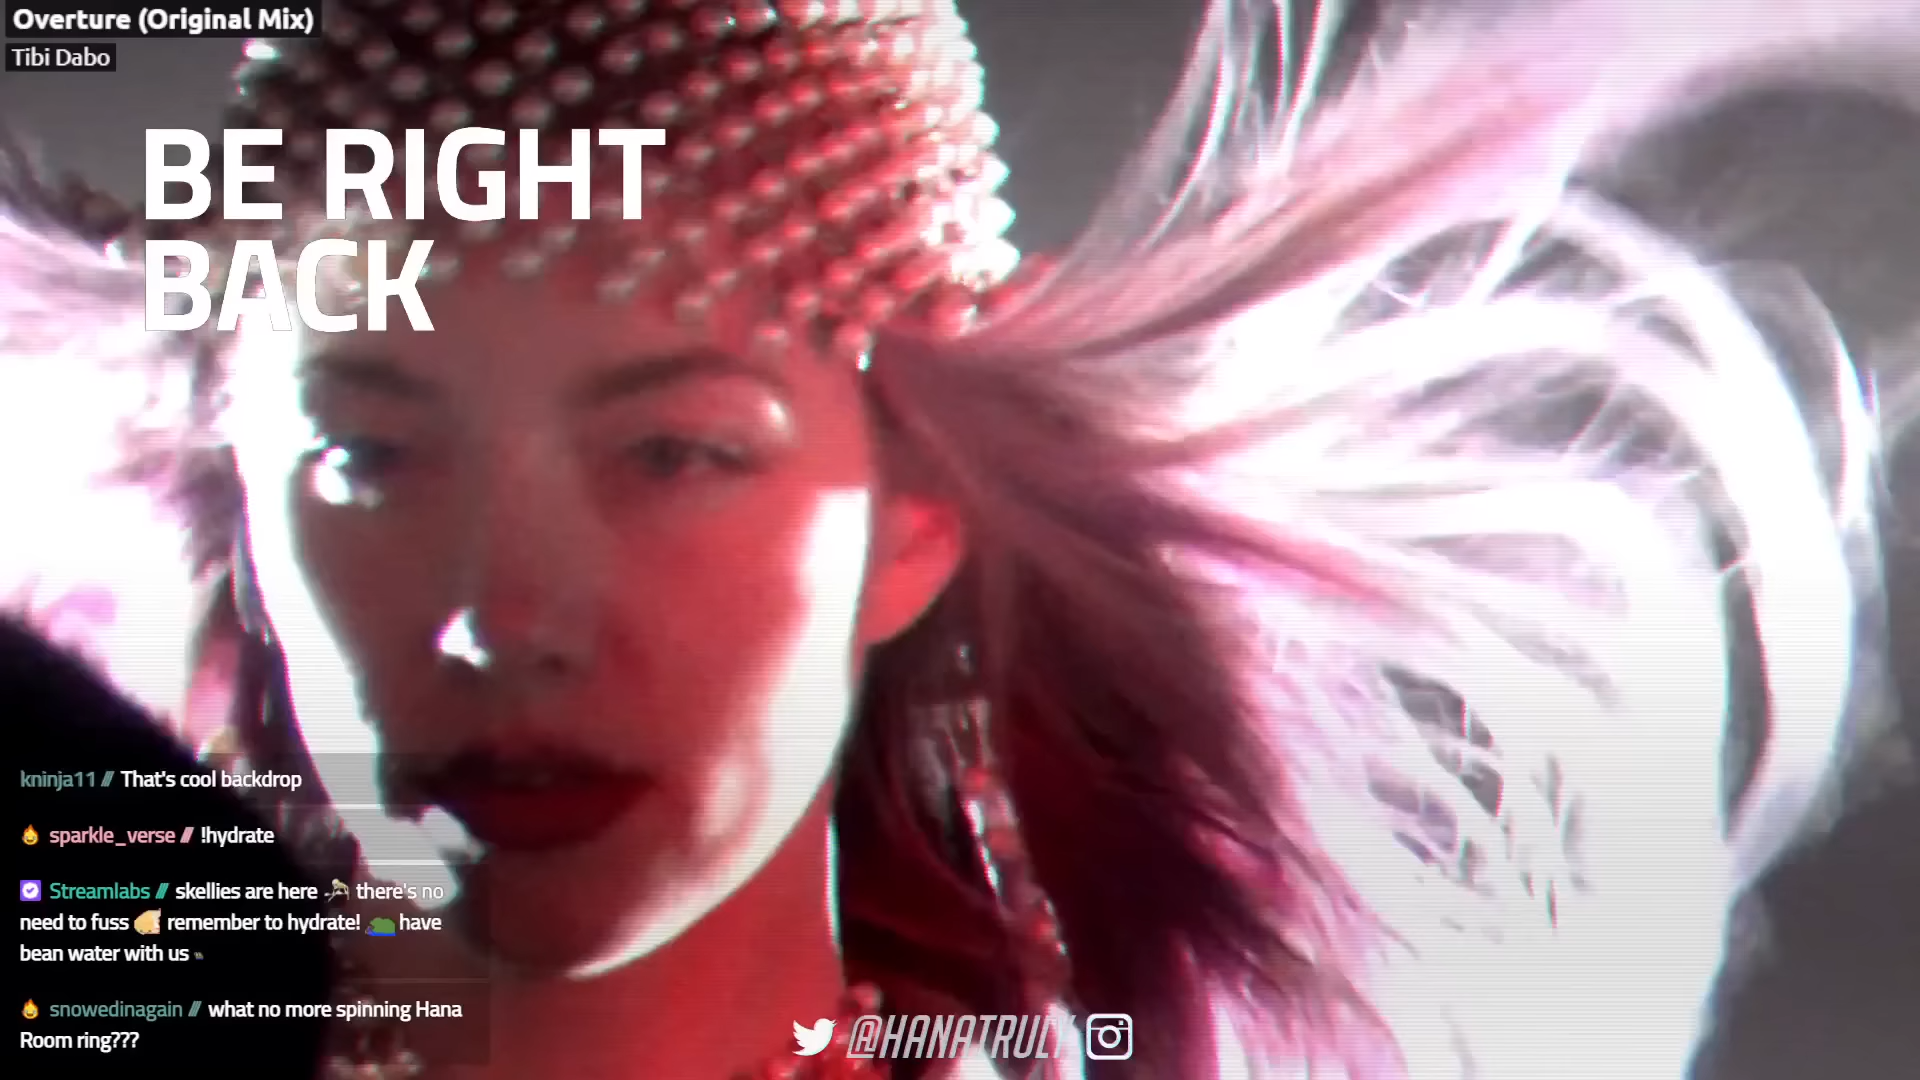 Overture (Original Mix)
Tibi Dabo
BE RIGHT
BACK
kninja11 // That's cool backdrop
sparkle_verse // !hydrate
Streamlabs // skellies are here there's no
need to fuss remember to hydrate! have
bean water with us
snowedinagain // what no more spinning Hana
Room ring???
@HANATRULY